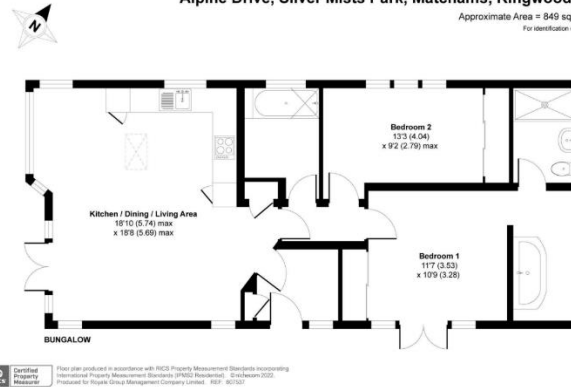 Alpine Drive, Silver Mists Park, Matchams, Ringwood
Approximate Area = 849 sq
For identification
N
Bedroom 2
13'3 (4.04)
x 9'2 (2.79) max
Kitchen / Dining / Living Area
18'10 (5.74) max
x 18'8 (5.69) max
Bedroom 1
11'7 (3.53)
x 10'9 (3.28)
BUNGALOW
Certified
Property
Measurer
Floor plan produced in accordance with RICS Property Measurement Standards incorporating
International Property Measurement Standards (IPMS2 Residential). ©nichecom 2022.
Produced for Royale Group Management Company Limited. REF: 907507